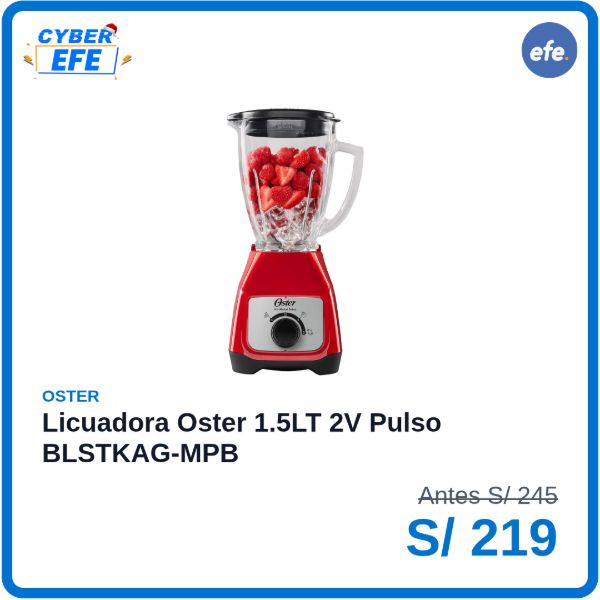 CYBER
EFE
efe.
Oster
OSTER
Licuadora Oster 1.5LT 2V Pulso
BLSTKAG-MPB
Antes S/ 245
S/ 219